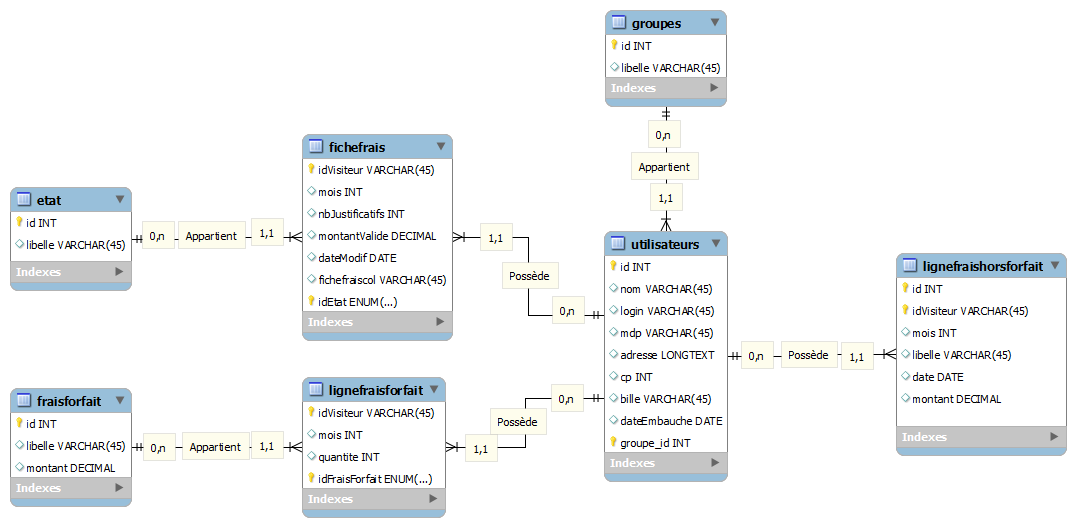 groupes
id INT
libelle VARCHAR(45)
Indexes
0,n
Appartient
1,1
etat
id INT
libelle VARCHAR(45)
Indexes
0,n
Appartient
1,1
fichefrais
idVisiteur VARCHAR(45)
mois INT
nbJustificatifs INT
montantValide DECIMAL
dateModif DATE
fichefraiscol VARCHAR(45)
idEtat ENUM(...)
Indexes
1,1
Possède
0,n
utilisateurs
id INT
nom VARCHAR(45)
login VARCHAR(45)
mdp VARCHAR(45)
adresse LONGTEXT
cp INT
bille VARCHAR(45)
dateEmbauche DATE
groupe_id INT
Indexes
0,n
Possède
1,1
lignefraishorsforfait
id INT
idVisiteur VARCHAR(45)
mois INT
libelle VARCHAR(45)
date DATE
montant DECIMAL
Indexes
fraisforfait
id INT
libelle VARCHAR(45)
montant DECIMAL
Indexes
0,n
Appartient
1,1
lignefraisforfait
idVisiteur VARCHAR(45)
mois INT
quantite INT
idFraisForfait ENUM(...)
Indexes
1,1
Possède
0,n